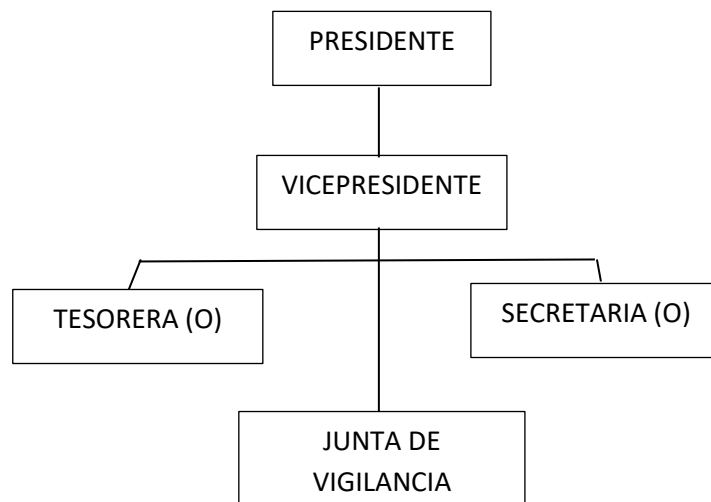 PRESIDENTE
VICEPRESIDENTE
TESORERA (O)
SECRETARIA (O)
JUNTA DE
VIGILANCIA